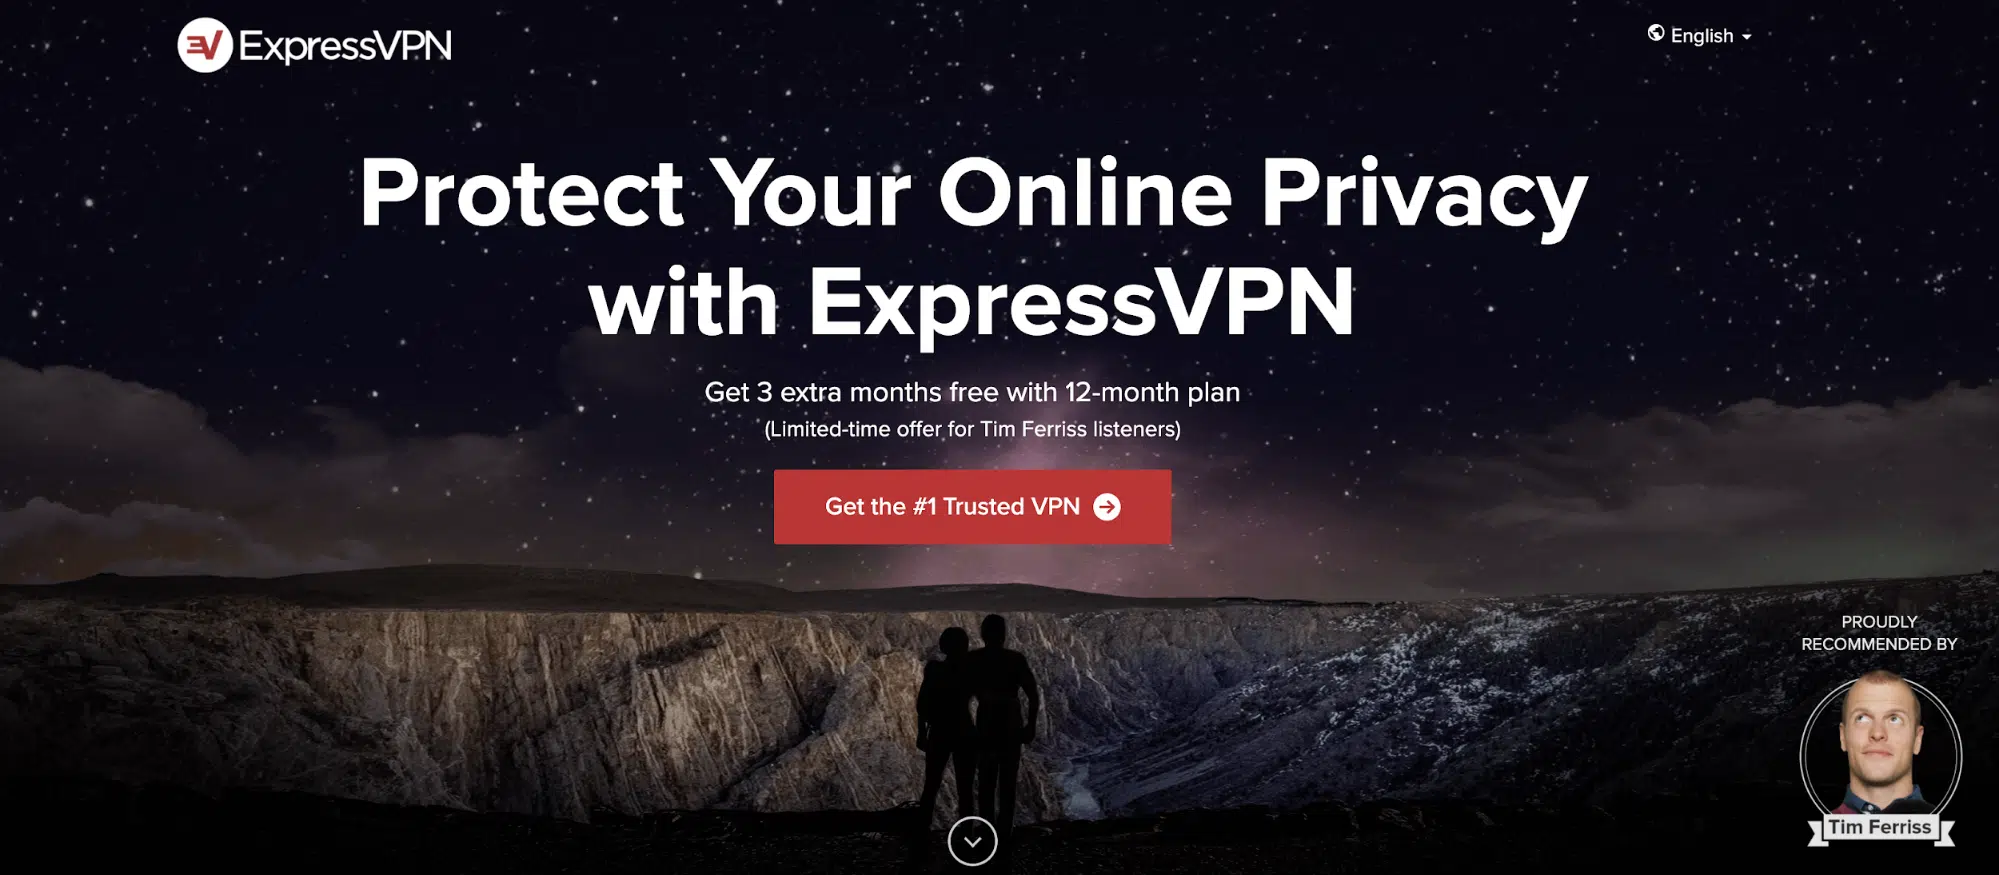 ExpressVPN
English
Protect Your Online Privacy
with ExpressVPN
Get 3 extra months free with 12-month plan
(Limited-time offer for Tim Ferriss listeners)
Get the #1 Trusted VPN
PROUDLY
RECOMMENDED BY
Tim Ferriss